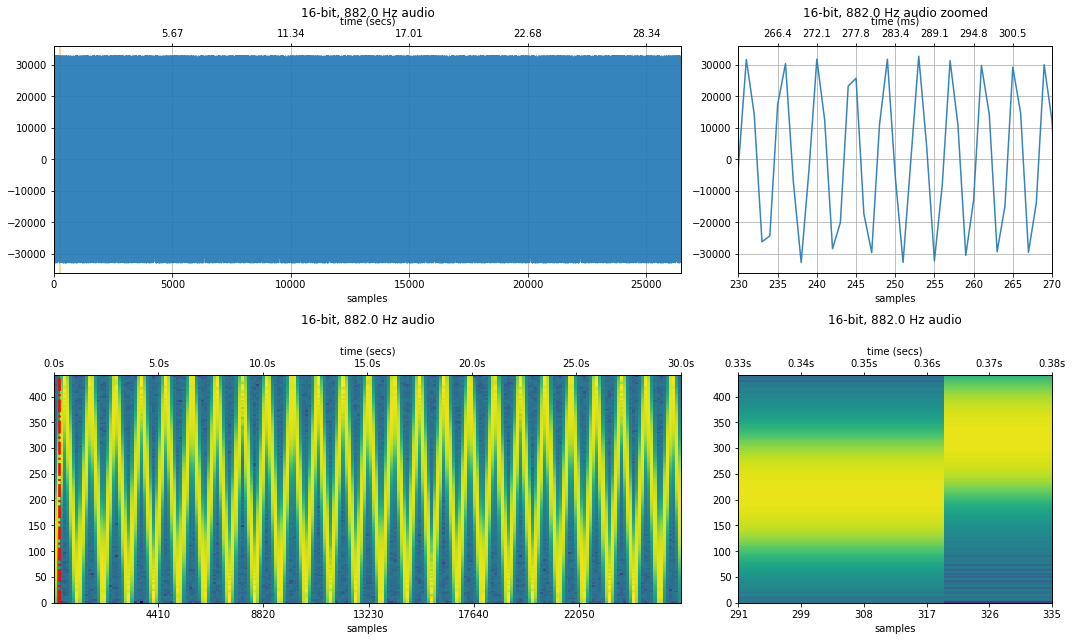 16-bit, 882.0 Hz audio
time (secs)
5.67 11.34 17.01 22.68 28.34
30000
20000
10000
0
−10000
−20000
−30000
0 5000 10000 15000 20000 25000
samples
16-bit, 882.0 Hz audio zoomed
time (ms)
266.4 272.1 277.8 283.4 289.1 294.8 300.5
30000
20000
10000
0
−10000
−20000
−30000
230 235 240 245 250 255 260 265 270
samples
16-bit, 882.0 Hz audio
time (secs)
0.0s 5.0s 10.0s 15.0s 20.0s 25.0s 30.0s
400
350
300
250
200
150
100
50
0
4410 8820 13230 17640 22050
samples
16-bit, 882.0 Hz audio
time (secs)
0.33s 0.34s 0.35s 0.36s 0.37s 0.38s
400
350
300
250
200
150
100
50
0
291 299 308 317 326 335
samples